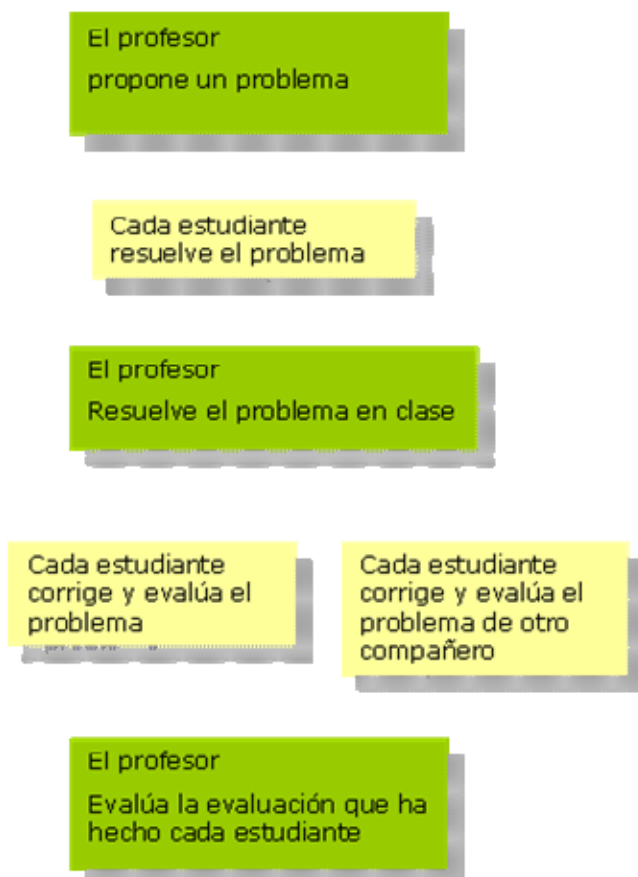 El profesor
propone un problema
Cada estudiante
resuelve el problema
El profesor
Resuelve el problema en clase
Cada estudiante
corrige y evalúa el
problema
Cada estudiante
corrige y evalúa el
problema de otro
compañero
El profesor
Evalúa la evaluación que ha
hecho cada estudiante